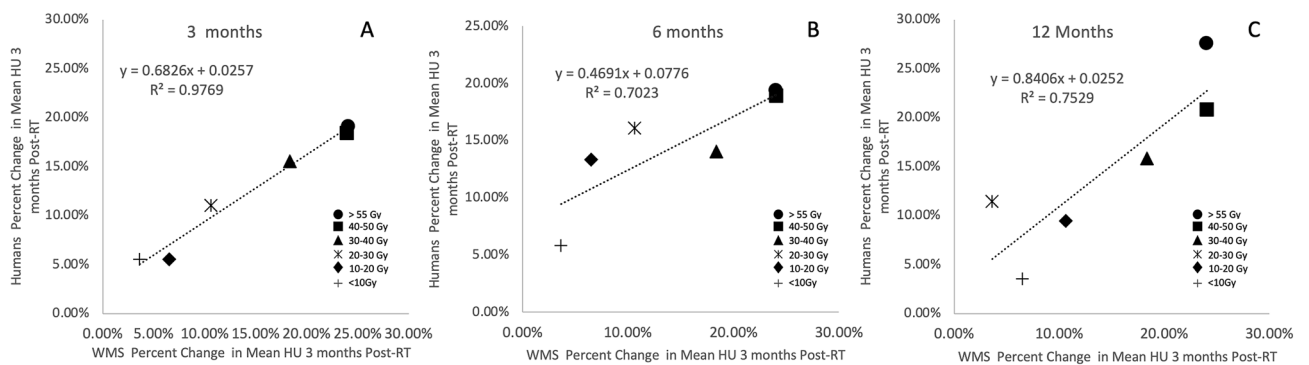 3 months
A
30.00%
25.00%
20.00%
15.00%
10.00%
5.00%
0.00%
Humans Percent Change in Mean HU 3
months Post-RT
y = 0.6826x + 0.0257
R² = 0.9769
> 55 Gy
40-50 Gy
30-40 Gy
20-30 Gy
10-20 Gy
<10Gy
0.00% 5.00% 10.00% 15.00% 20.00% 25.00% 30.00%
WMS Percent Change in Mean HU 3 months Post-RT
6 months
B
25.00%
20.00%
15.00%
10.00%
5.00%
0.00%
Humans Percent Change in Mean HU 3
months Post-RT
y = 0.4691x + 0.0776
R² = 0.7023
> 55 Gy
40-50 Gy
30-40 Gy
20-30 Gy
10-20 Gy
<10Gy
0.00% 10.00% 20.00% 30.00%
WMS Percent Change in Mean HU 3 months Post-RT
12 Months
C
30.00%
25.00%
20.00%
15.00%
10.00%
5.00%
0.00%
Humans Percent Change in Mean HU 3
months Post-RT
y = 0.8406x + 0.0252
R² = 0.7529
> 55 Gy
40-50 Gy
30-40 Gy
20-30 Gy
10-20 Gy
<10Gy
0.00% 10.00% 20.00% 30.00%
WMS Percent Change in Mean HU 3 months Post-RT